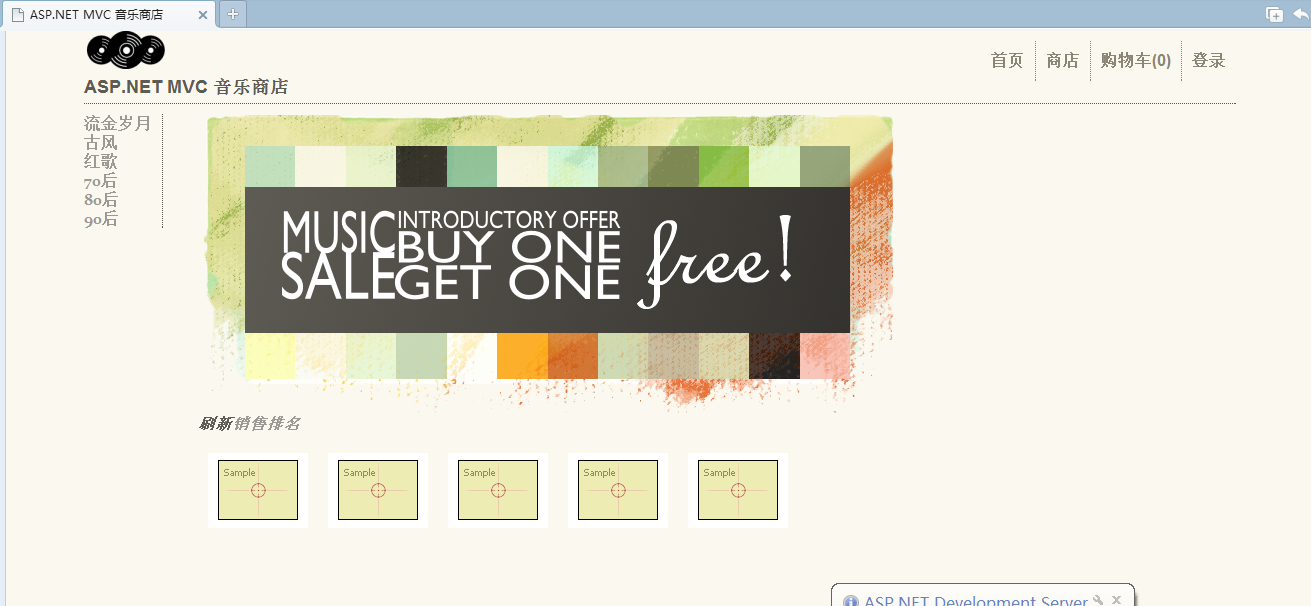 ASP.NET MVC 音乐商店
ASP.NET MVC 音乐商店
首页 商店 购物车(0) 登录
流金岁月
古风
红歌
70后
80后
90后
MUSIC SALE
INTRODUCTORY OFFER
BUY ONE
GET ONE
free!
刷新销售排名
Sample Sample Sample Sample Sample
ASP.NET Development Server